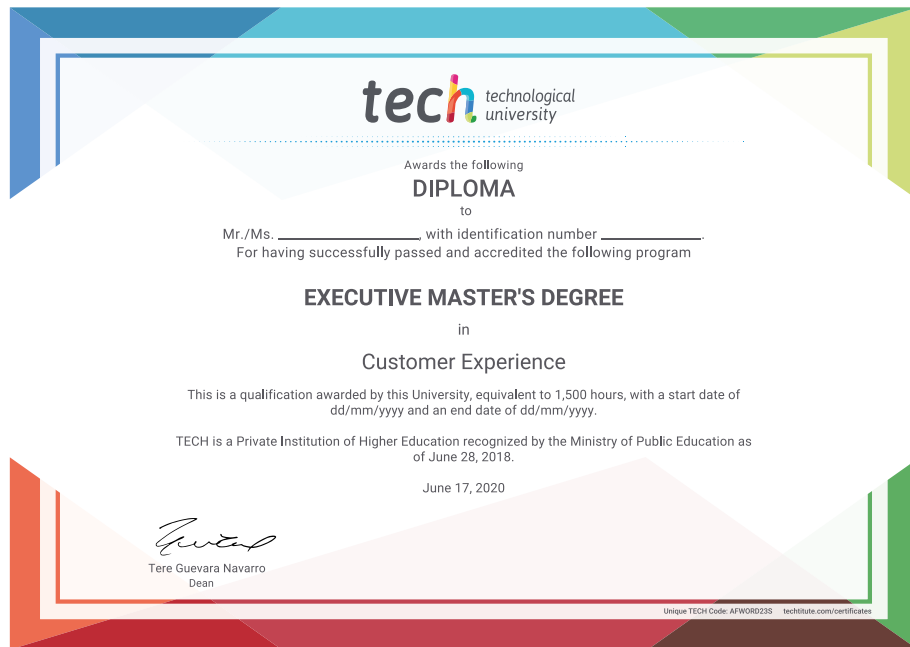 tech technological
university
Awards the following
DIPLOMA
to
Mr./Ms. ____________________, with identification number ______________.
For having successfully passed and accredited the following program
EXECUTIVE MASTER'S DEGREE
in
Customer Experience
This is a qualification awarded by this University, equivalent to 1,500 hours, with a start date of
dd/mm/yyyy and an end date of dd/mm/yyyy.
TECH is a Private Institution of Higher Education recognized by the Ministry of Public Education as
of June 28, 2018.
June 17, 2020
Tere Guevara Navarro
Dean
Unique TECH Code: AFWORD23S techtitute.com/certificates